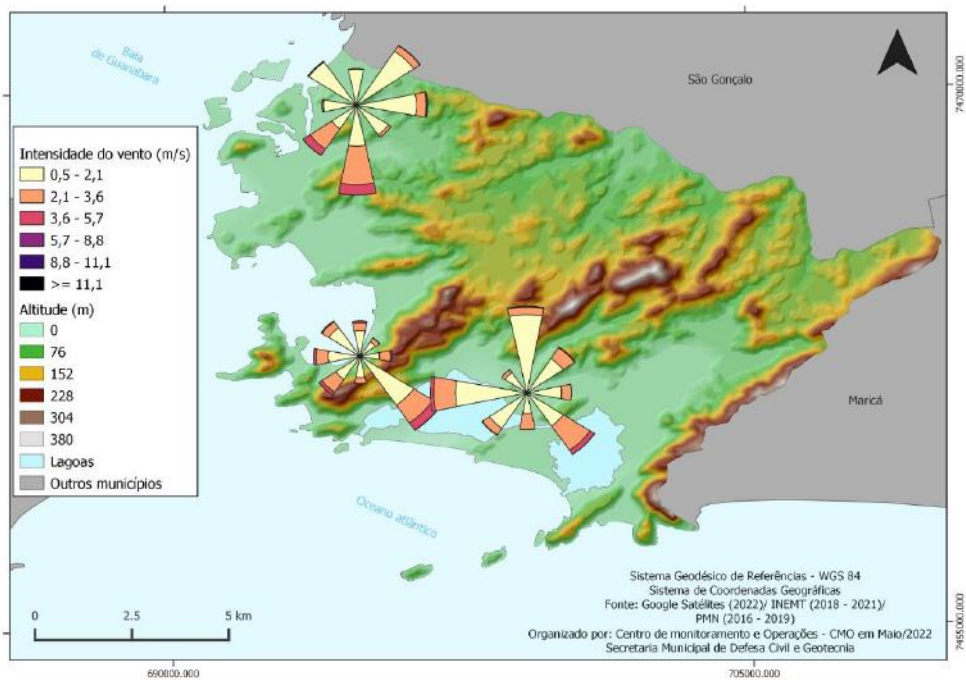 Baía
de Guanabara
São Gonçalo
7470000.000
Intensidade do vento (m/s)
0,5 - 2,1
2,1 - 3,6
3,6 - 5,7
5,7 - 8,8
8,8 - 11,1
>= 11,1
Altitude (m)
0
76
152
228
304
380
Lagoas
Outros municípios
Maricá
Oceano atlântico
Sistema Geodésico de Referências - WGS 84
Sistema de Coordenadas Geográficas
Fonte: Google Satélites (2022)/ INEMT (2018 - 2021)/
PMN (2016 - 2019)
Organizado por: Centro de monitoramento e Operações - CMO em Maio/2022
Secretaria Municipal de Defesa Civil e Geotecnia
0 2.5 5 km
7455000.000
690000.000 705000.000